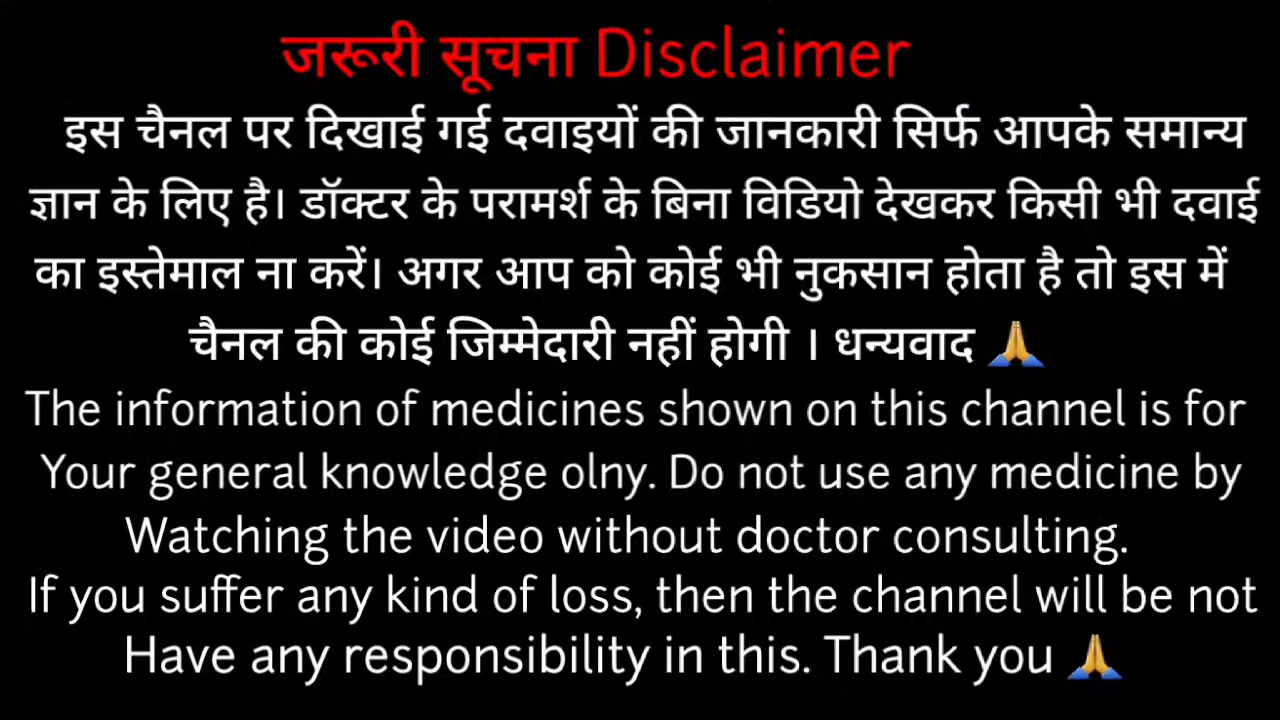 जरूरी सूचना Disclaimer
इस चैनल पर दिखाई गई दवाइयों की जानकारी सिर्फ आपके समान्य
ज्ञान के लिए है। डॉक्टर के परामर्श के बिना विडियो देखकर किसी भी दवाई
का इस्तेमाल ना करें। अगर आप को कोई भी नुकसान होता है तो इस में
चैनल की कोई जिम्मेदारी नहीं होगी । धन्यवाद 🙏
The information of medicines shown on this channel is for
Your general knowledge olny. Do not use any medicine by
Watching the video without doctor consulting.
If you suffer any kind of loss, then the channel will be not
Have any responsibility in this. Thank you 🙏